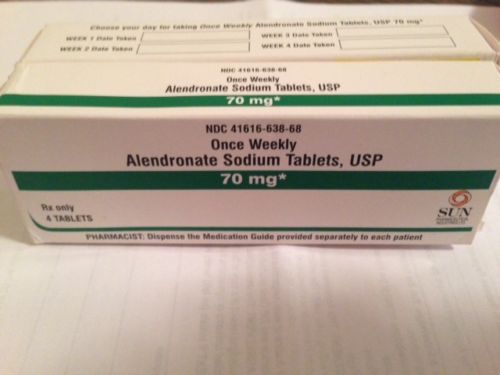 Choose your day for taking Once Weekly Alendronate Sodium Tablets, USP 70 mg*
WEEK 1 Date Taken
WEEK 3 Date Taken
WEEK 2 Date Taken
WEEK 4 Date Taken
NDC 41616-638-68
Once Weekly
Alendronate Sodium Tablets, USP
70 mg*
NDC 41616-638-68
Once Weekly
Alendronate Sodium Tablets, USP
70 mg*
Rx only
4 TABLETS
SUN
PHARMACEUTICAL
INDUSTRIES LTD.
PHARMACIST: Dispense the Medication Guide provided separately to each patient